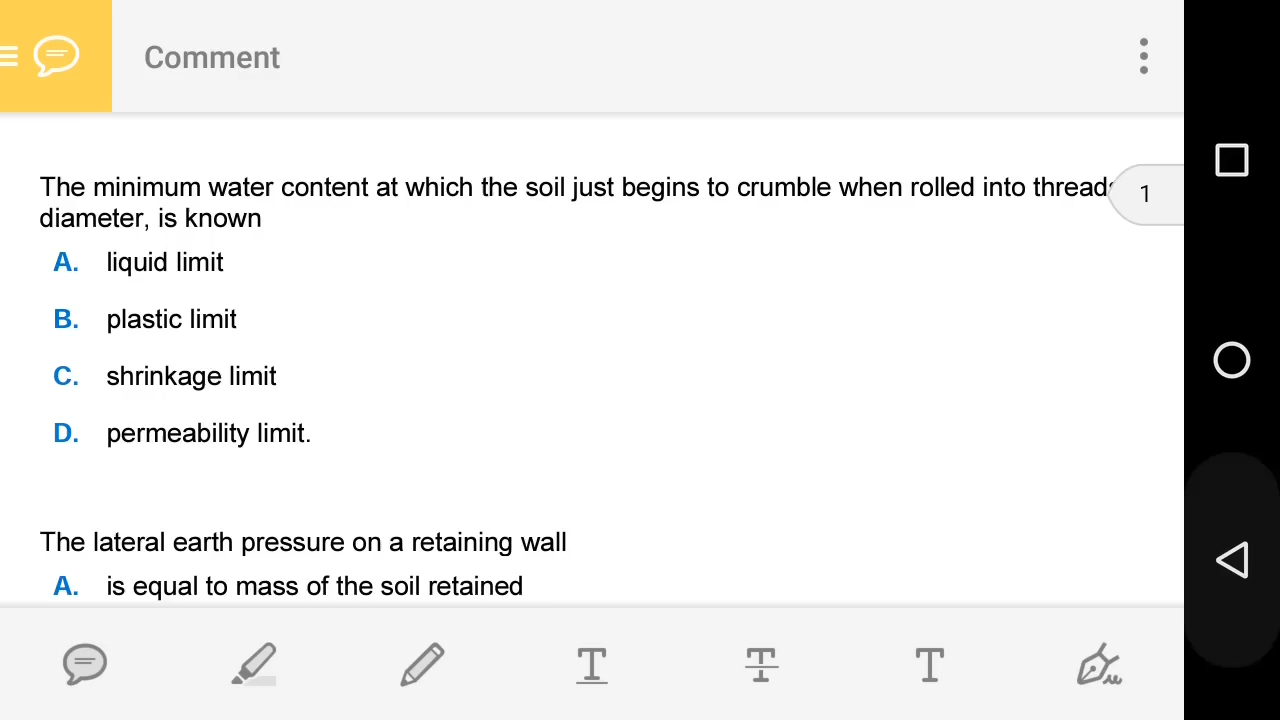 Comment
The minimum water content at which the soil just begins to crumble when rolled into threads
1
diameter, is known
A. liquid limit
B. plastic limit
C. shrinkage limit
D. permeability limit.
The lateral earth pressure on a retaining wall
A. is equal to mass of the soil retained